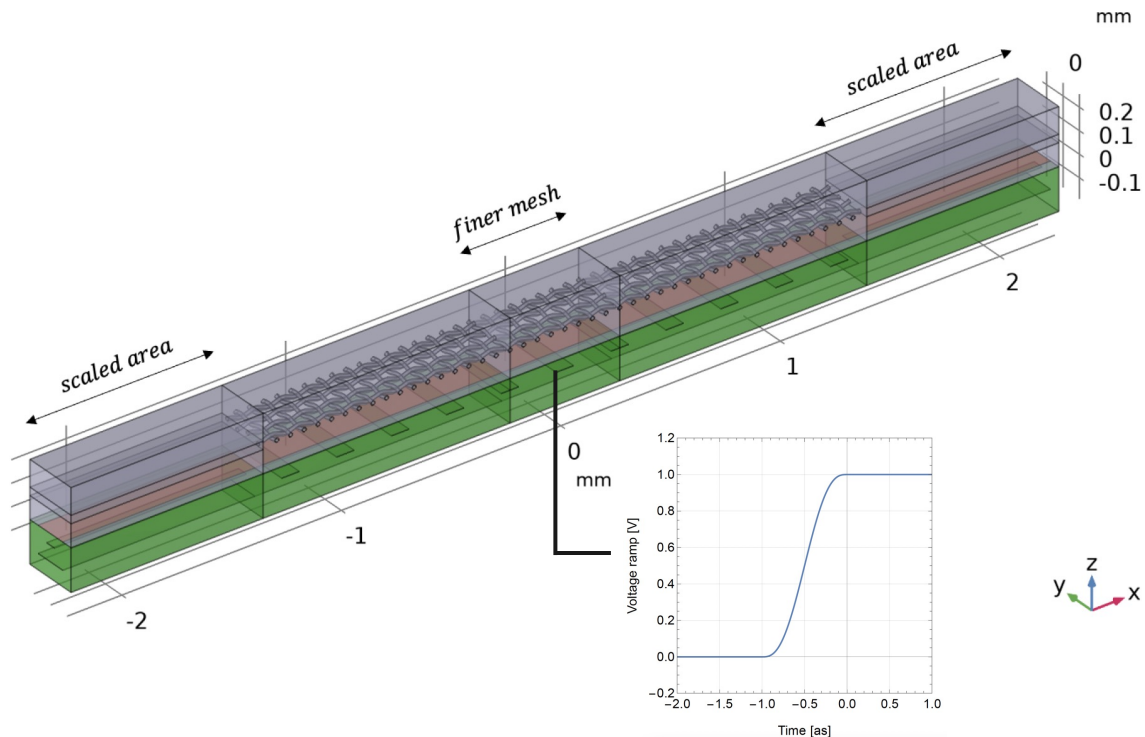 mm
scaled area
0
0.2
0.1
0
-0.1
finer mesh
2
scaled area
1
0
mm
-1
-2
1.2
1.0
0.8
0.6
0.4
0.2
0.0
−0.2
Voltage ramp [V]
−2.0 −1.5 −1.0 −0.5 0.0 0.5 1.0
Time [as]
z
y
x